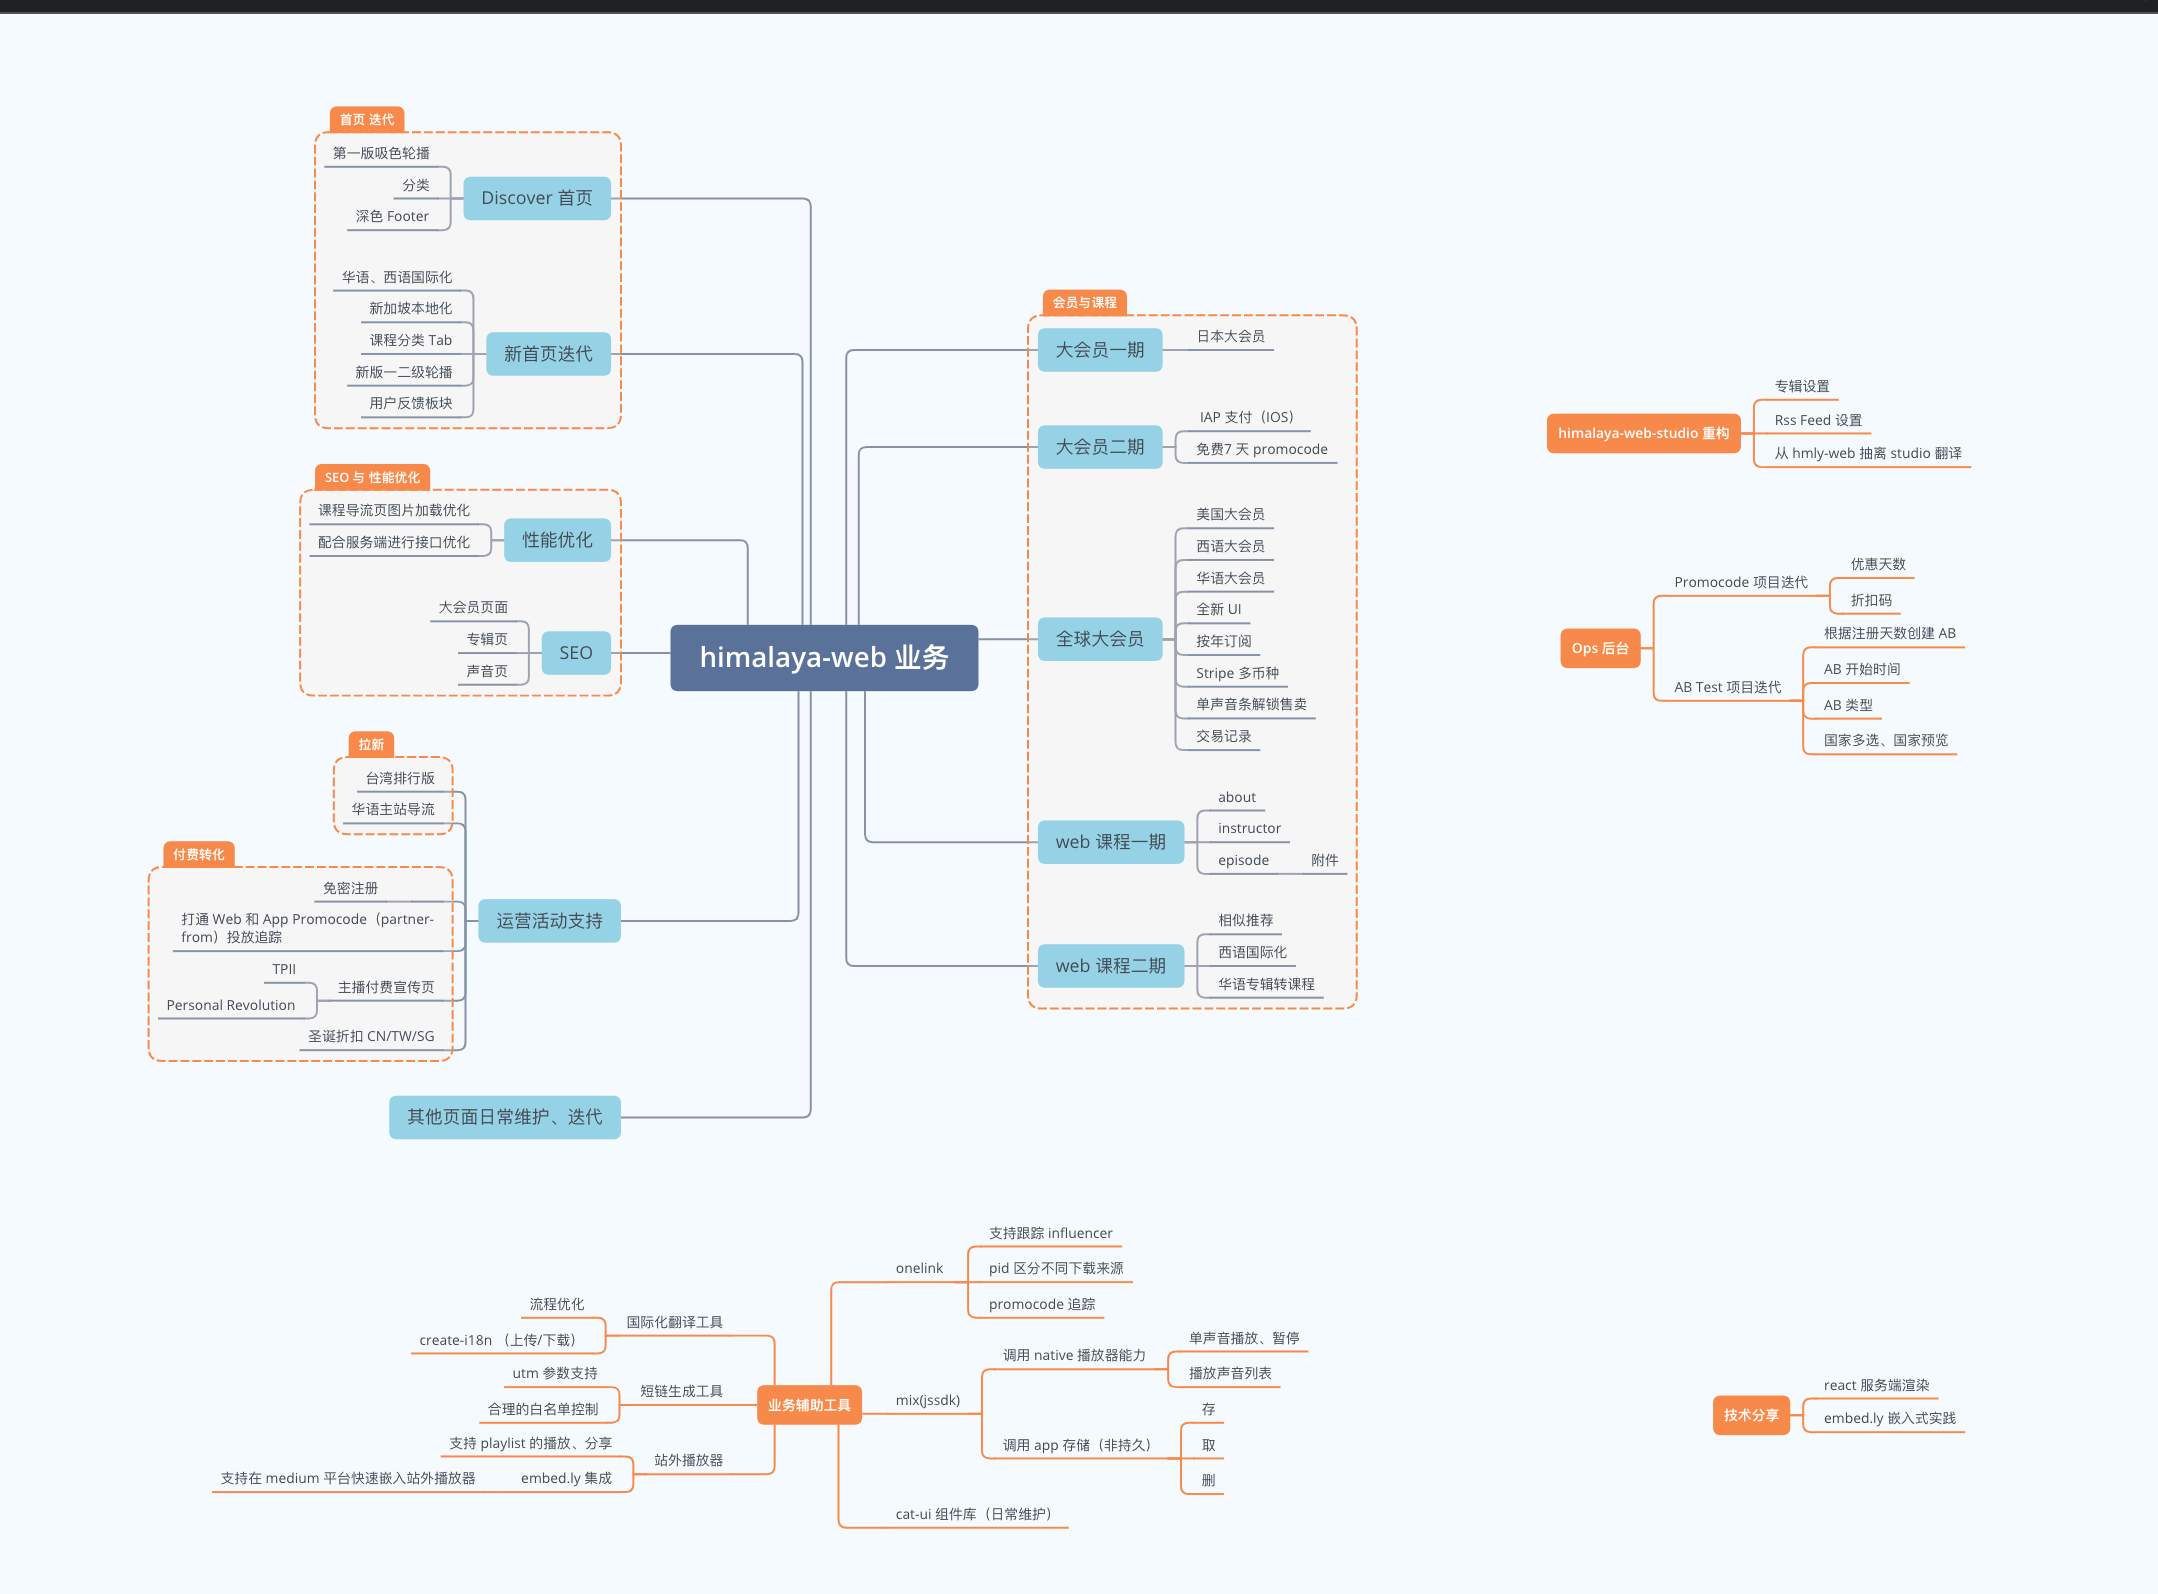 首页 迭代
第一版吸色轮播
分类
深色 Footer
Discover 首页
华语、西语国际化
新加坡本地化
课程分类 Tab
新版一二级轮播
用户反馈板块
新首页迭代
SEO 与 性能优化
课程导流页图片加载优化
配合服务端进行接口优化
性能优化
大会员页面
专辑页
声音页
SEO
himalaya-web 业务
拉新
台湾排行版
华语主站导流
付费转化
免密注册
打通 Web 和 App Promocode（partner-
from）投放追踪
TPII
Personal Revolution
主播付费宣传页
圣诞折扣 CN/TW/SG
运营活动支持
其他页面日常维护、迭代
会员与课程
大会员一期
日本大会员
大会员二期
IAP 支付（IOS）
免费7 天 promocode
全球大会员
美国大会员
西语大会员
华语大会员
全新 UI
按年订阅
Stripe 多币种
单声音条解锁售卖
交易记录
web 课程一期
about
instructor
episode
附件
web 课程二期
相似推荐
西语国际化
华语专辑转课程
himalaya-web-studio 重构
专辑设置
Rss Feed 设置
从 hmly-web 抽离 studio 翻译
Ops 后台
Promocode 项目迭代
优惠天数
折扣码
AB Test 项目迭代
根据注册天数创建 AB
AB 开始时间
AB 类型
国家多选、国家预览
业务辅助工具
国际化翻译工具
流程优化
create-i18n （上传/下载）
短链生成工具
utm 参数支持
合理的白名单控制
站外播放器
支持 playlist 的播放、分享
embed.ly 集成
支持在 medium 平台快速嵌入站外播放器
onelink
支持跟踪 influencer
pid 区分不同下载来源
promocode 追踪
mix(jssdk)
调用 native 播放器能力
单声音播放、暂停
播放声音列表
调用 app 存储（非持久）
存
取
删
cat-ui 组件库（日常维护）
技术分享
react 服务端渲染
embed.ly 嵌入式实践